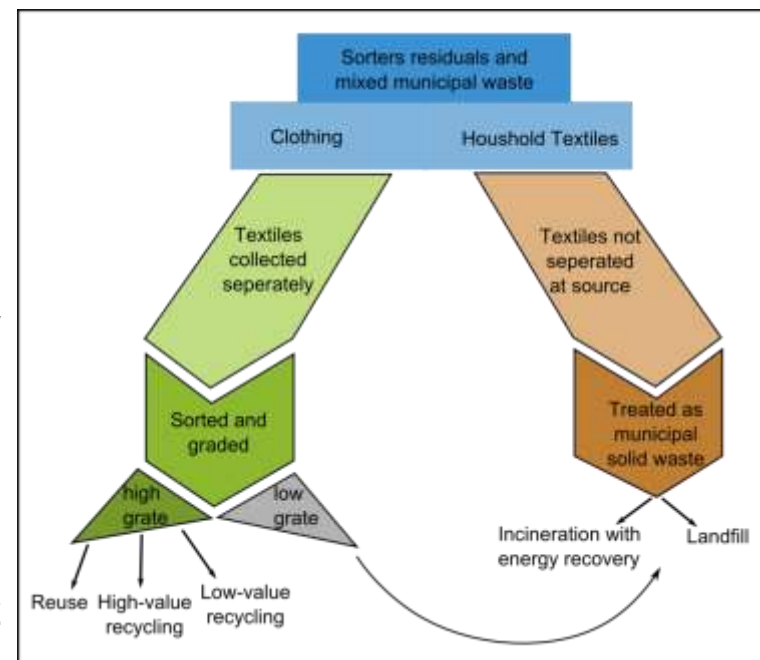 Sorters residuals and
mixed municipal waste
Clothing
Houshold Textiles
Textiles
collected
seperately
Textiles not
seperated
at source
Sorted and
graded
Treated as
municipal
solid waste
high
grate
low
grate
Incineration with
energy recovery
Landfill
Reuse
High-value
recycling
Low-value
recycling